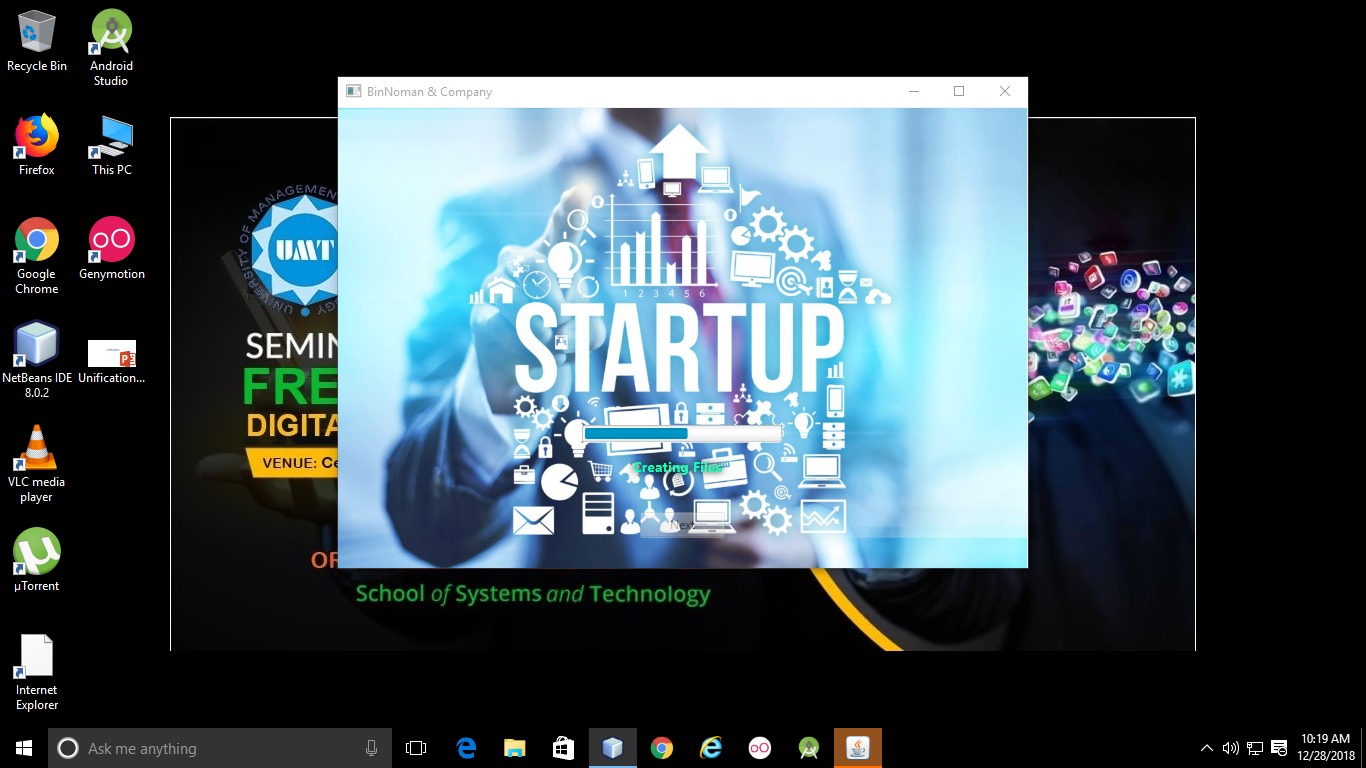 Recycle Bin
Android
Studio
Firefox
This PC
Google
Chrome
Genymotion
NetBeans IDE
8.0.2
Unification...
VLC media
player
µTorrent
Internet
Explorer
BinNoman & Company
1 2 3 4 5 6
STARTUP
Creating Files
Next
UNIVERSITY OF MANAGEMENT
UMT
SEMIN
FRE
DIGITA
VENUE: Ce
OR
School of Systems and Technology
Ask me anything
10:19 AM
12/28/2018